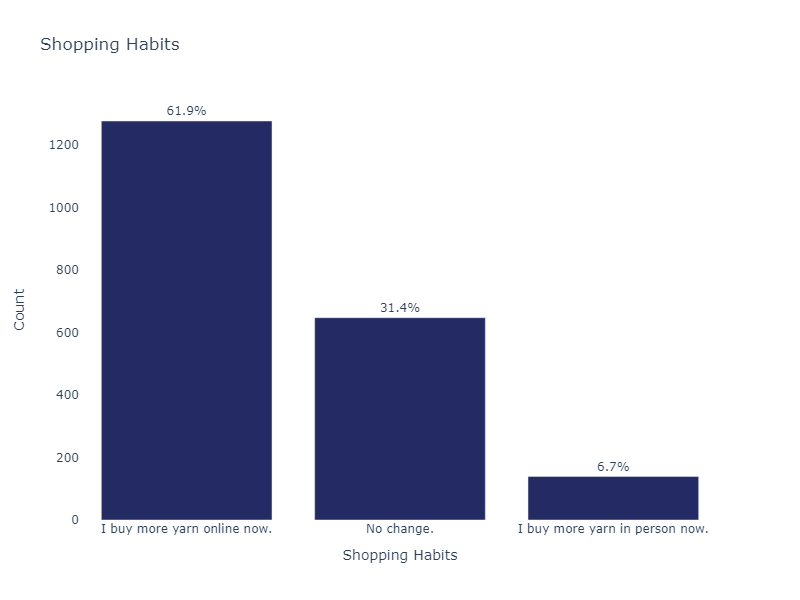 Shopping Habits
61.9%
1200
1000
31.4%
800
Count
600
400
6.7%
200
0
I buy more yarn online now.
No change.
I buy more yarn in person now.
Shopping Habits